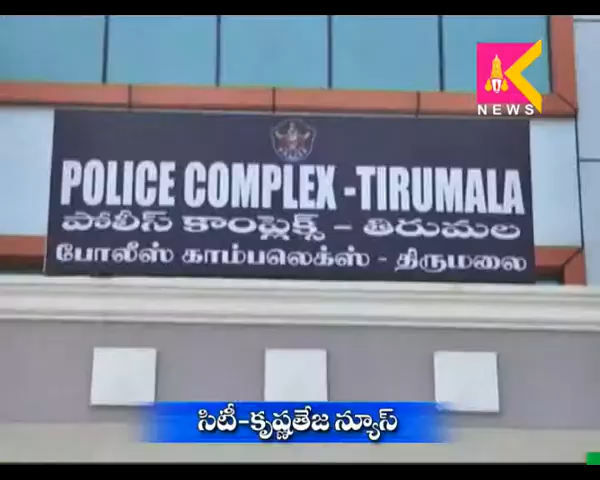 K
NEWS
POLICE COMPLEX -TIRUMALA
పోలీస్ కాంప్లెక్స్ - తిరుమల
போலீஸ் காம்பலெக்ஸ் - திருமலை
సిటీ-కృష్ణతేజ న్యూస్